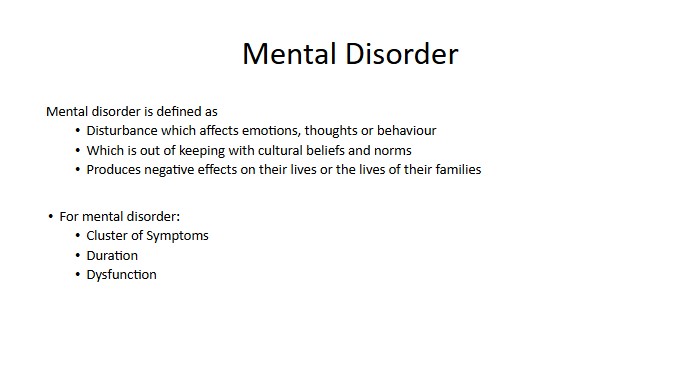 Mental Disorder
Mental disorder is defined as
• Disturbance which affects emotions, thoughts or behaviour
• Which is out of keeping with cultural beliefs and norms
• Produces negative effects on their lives or the lives of their families
• For mental disorder:
• Cluster of Symptoms
• Duration
• Dysfunction